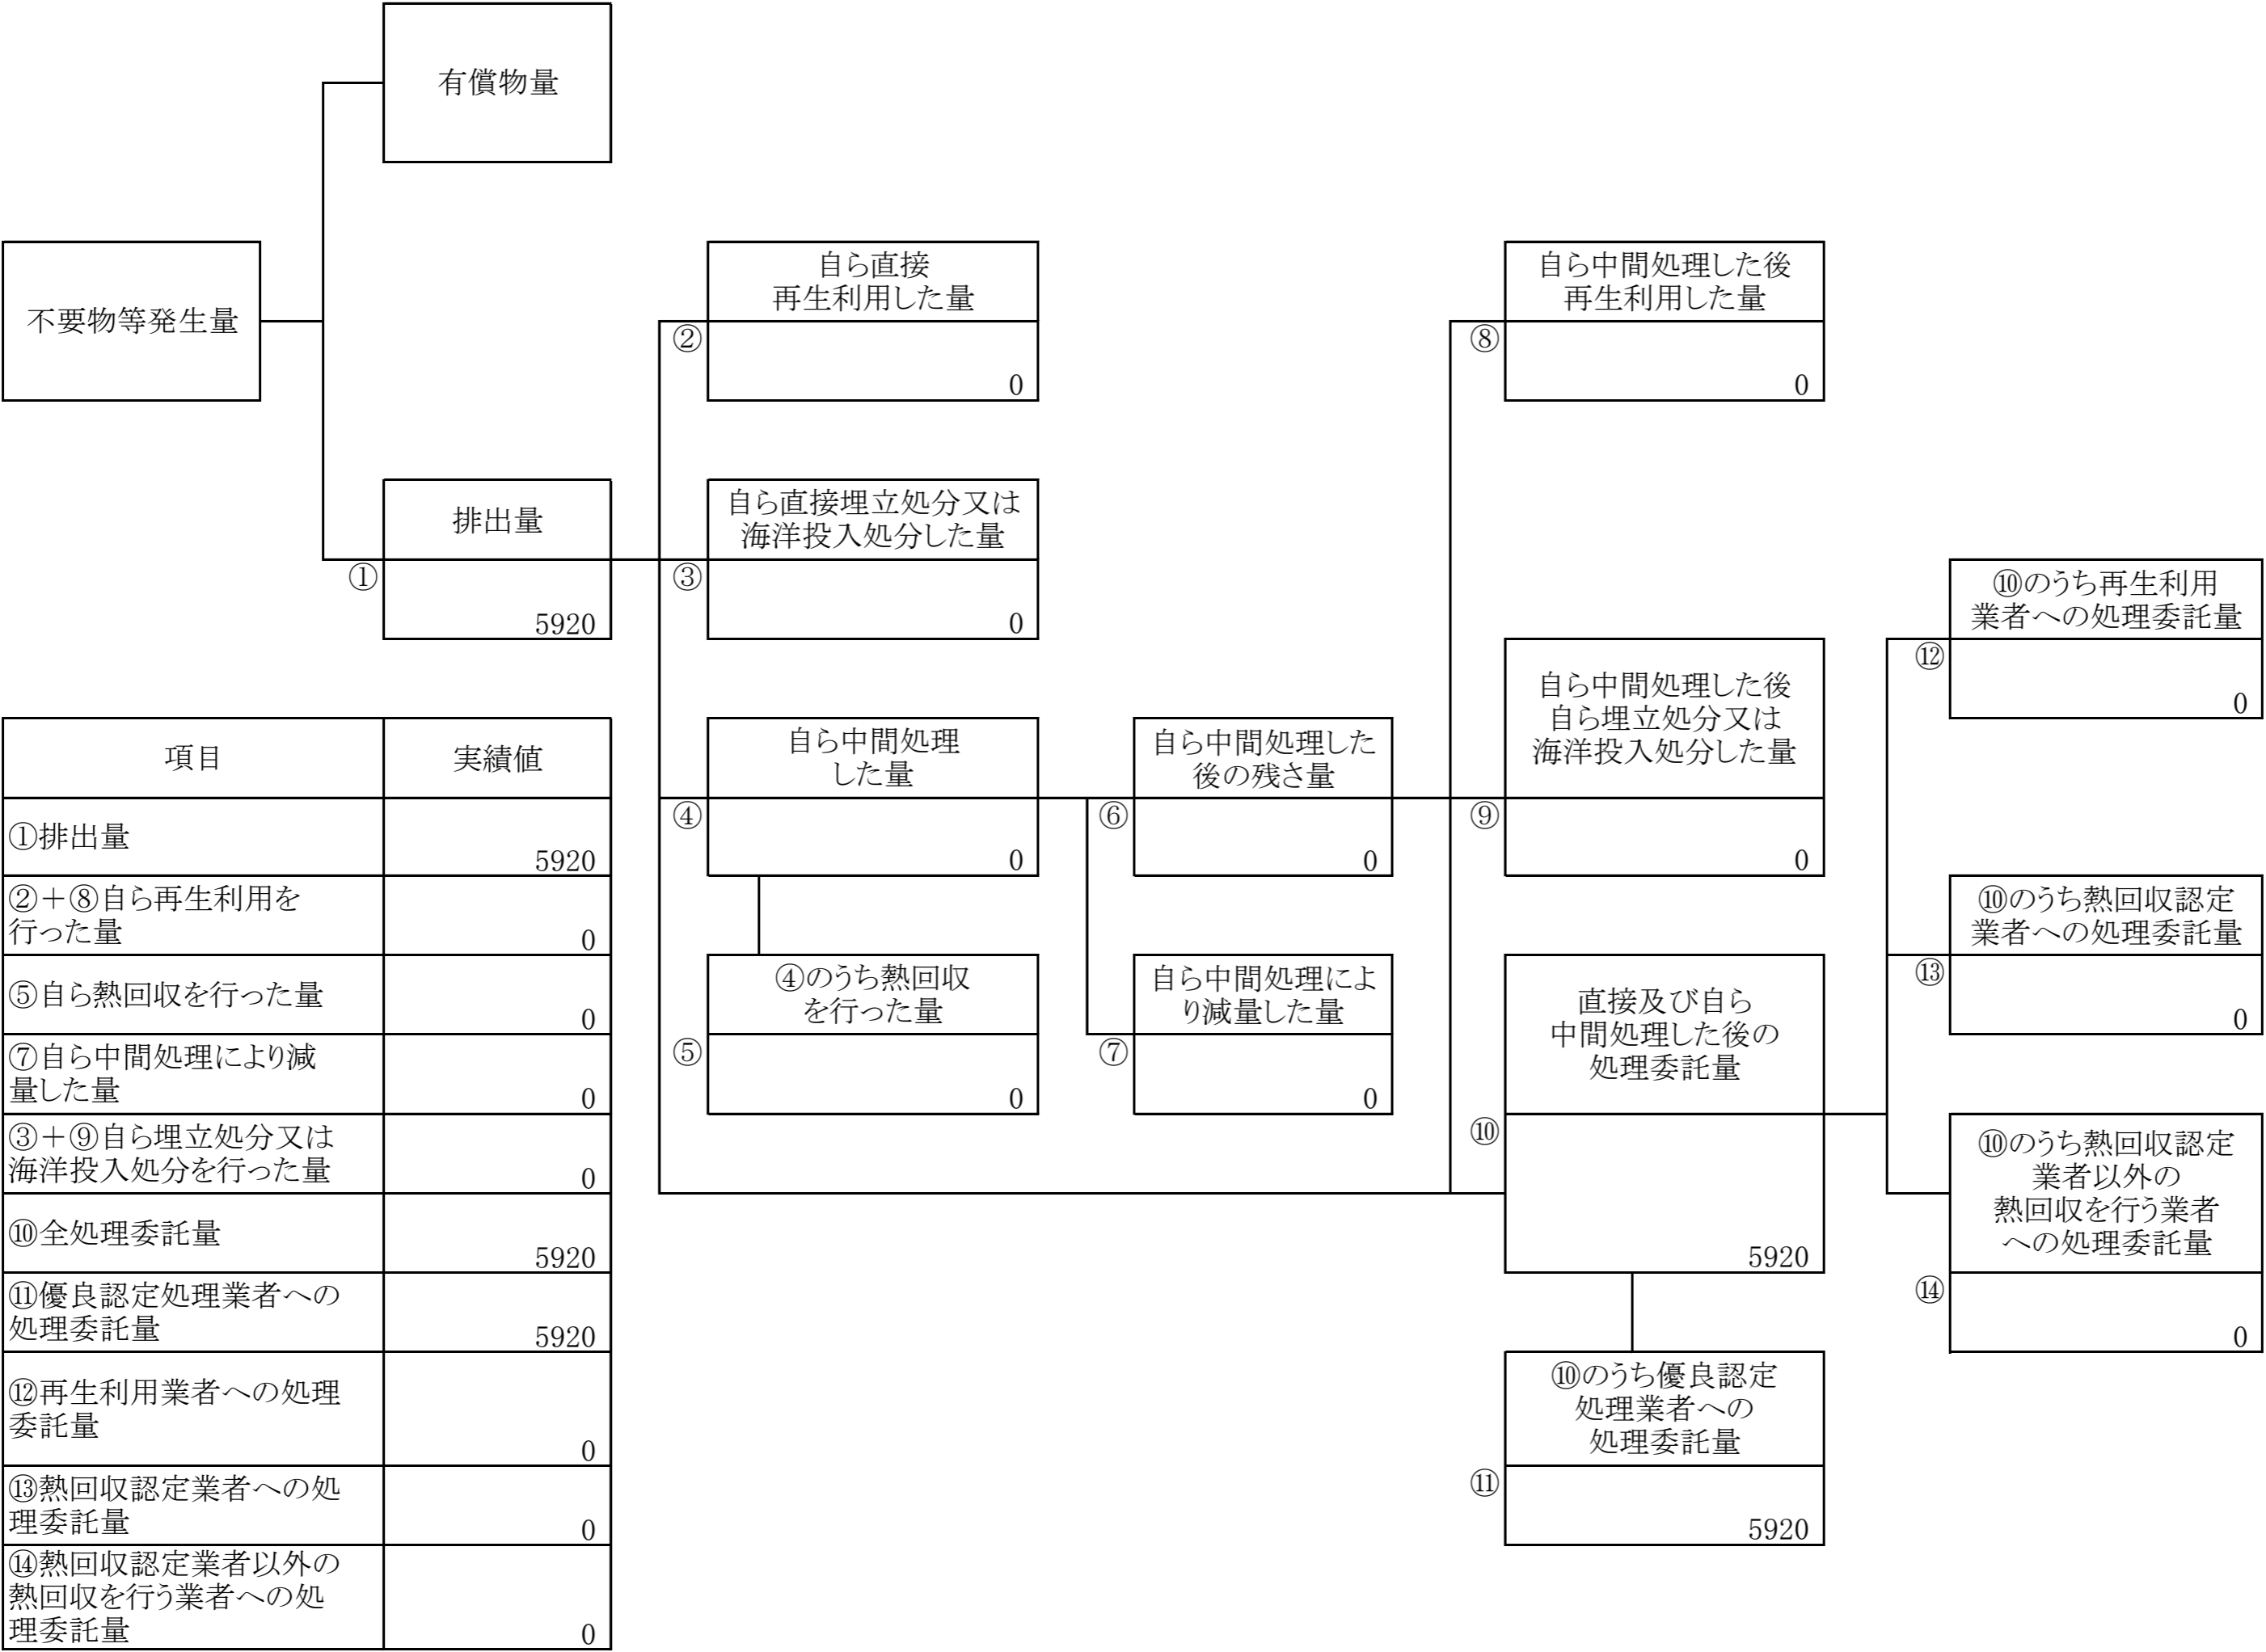 有償物量
不要物等発生量
自ら直接
再生利用した量
②
0
自ら中間処理した後
再生利用した量
⑧
0
排出量
①
5920
自ら直接埋立処分又は
海洋投入処分した量
③
0
⑩のうち再生利用
業者への処理委託量
⑫
0
自ら中間処理
した量
④
0
自ら中間処理した
後の残さ量
⑥
0
自ら中間処理した後
自ら埋立処分又は
海洋投入処分した量
⑨
0
④のうち熱回収
を行った量
⑤
0
自ら中間処理によ
り減量した量
⑦
0
直接及び自ら
中間処理した後の
処理委託量
⑩
5920
⑩のうち熱回収認定
業者への処理委託量
⑬
0
⑩のうち熱回収認定
業者以外の
熱回収を行う業者
への処理委託量
⑭
0
⑩のうち優良認定
処理業者への
処理委託量
⑪
5920
項目 実績値
①排出量
5920
②＋⑧自ら再生利用を
行った量
0
⑤自ら熱回収を行った量
0
⑦自ら中間処理により減
量した量
0
③＋⑨自ら埋立処分又は
海洋投入処分を行った量
0
⑩全処理委託量
5920
⑪優良認定処理業者への
処理委託量
5920
⑫再生利用業者への処理
委託量
0
⑬熱回収認定業者への処
理委託量
0
⑭熱回収認定業者以外の
熱回収を行う業者への処
理委託量
0